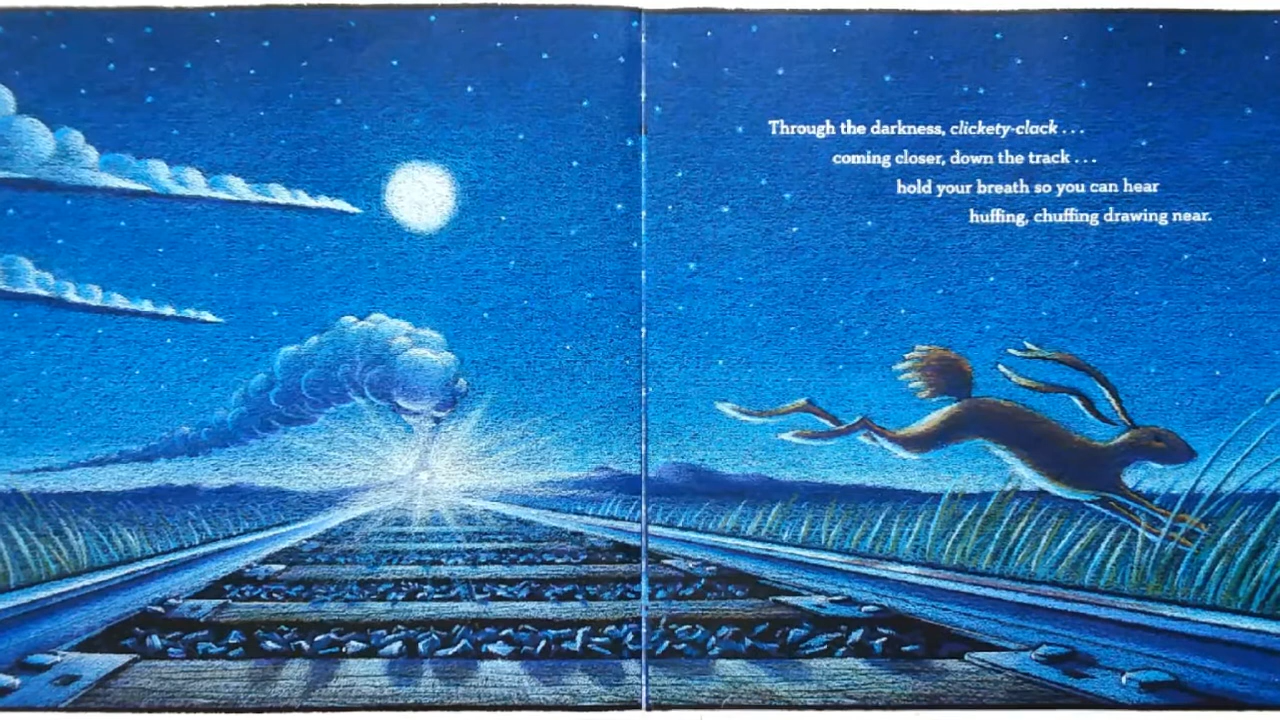 Through the darkness, clickety-clack . . .
coming closer, down the track . . .
hold your breath so you can hear
huffing, chuffing drawing near.